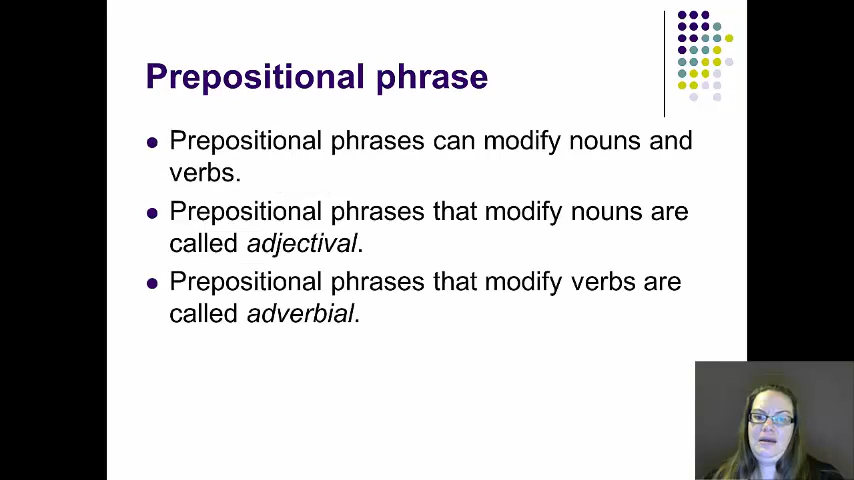 Prepositional phrase
Prepositional phrases can modify nouns and
verbs.
Prepositional phrases that modify nouns are
called adjectival.
Prepositional phrases that modify verbs are
called adverbial.